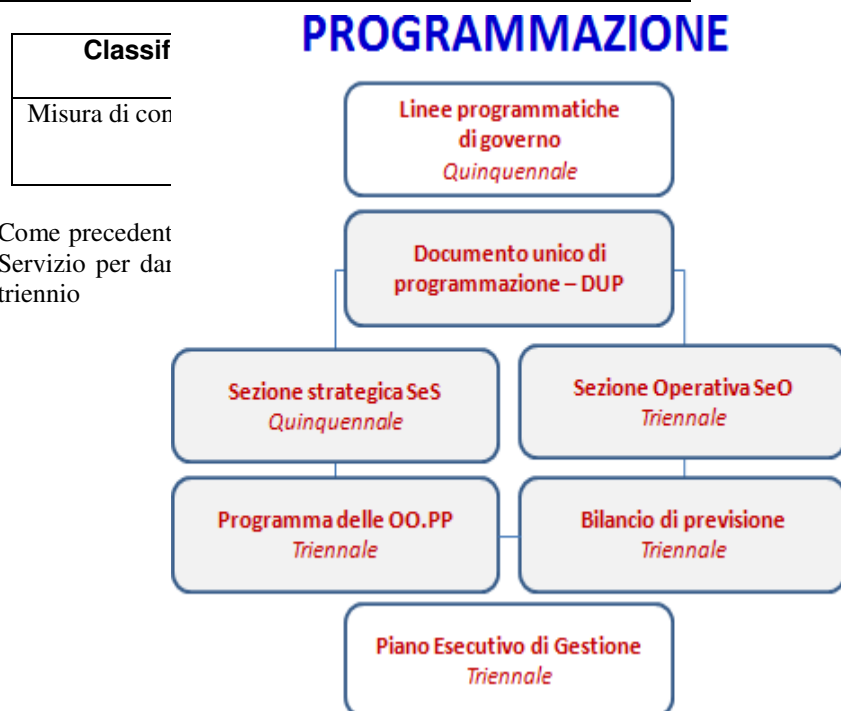 PROGRAMMAZIONE
Classif
Misura di con
Come precedent
Servizio per dar
triennio
Linee programmatiche
di governo
Quinquennale
Documento unico di
programmazione – DUP
Sezione strategica SeS
Quinquennale
Sezione Operativa SeO
Triennale
Programma delle OO.PP
Triennale
Bilancio di previsione
Triennale
Piano Esecutivo di Gestione
Triennale